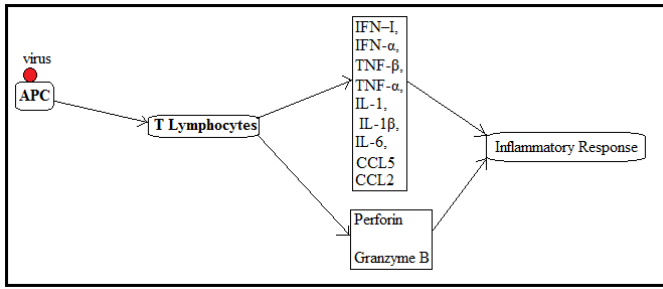 virus
APC
T Lymphocytes
IFN–I,
IFN-α,
TNF-β,
TNF-α,
IL-1,
IL-1β,
IL-6,
CCL5
CCL2
Perforin
Granzyme B
Inflammatory Response